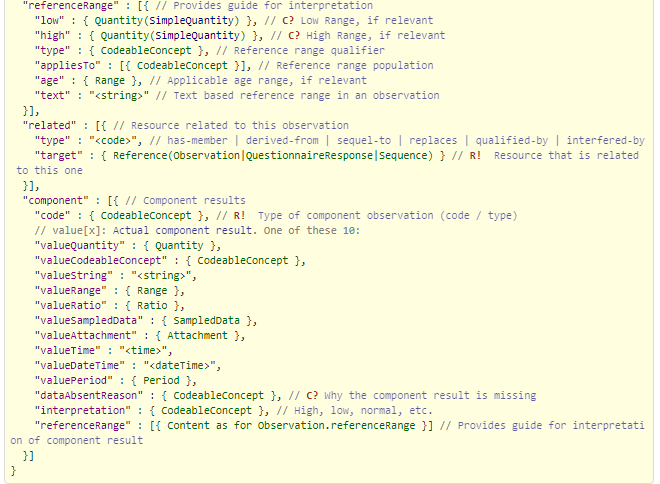 "referenceRange" : [{ // Provides guide for interpretation
"low" : { Quantity(SimpleQuantity) }, // C? Low Range, if relevant
"high" : { Quantity(SimpleQuantity) }, // C? High Range, if relevant
"type" : { CodeableConcept }, // Reference range qualifier
"appliesTo" : [{ CodeableConcept }], // Reference range population
"age" : { Range }, // Applicable age range, if relevant
"text" : "<string>" // Text based reference range in an observation
}],
"related" : [{ // Resource related to this observation
"type" : "<code>", // has-member | derived-from | sequel-to | replaces | qualified-by | interfered-by
"target" : { Reference(Observation|QuestionnaireResponse|Sequence) } // R!  Resource that is related
to this one
}],
"component" : [{ // Component results
"code" : { CodeableConcept }, // R!  Type of component observation (code / type)
// value[x]: Actual component result. One of these 10:
"valueQuantity" : { Quantity },
"valueCodeableConcept" : { CodeableConcept },
"valueString" : "<string>",
"valueRange" : { Range },
"valueRatio" : { Ratio },
"valueSampledData" : { SampledData },
"valueAttachment" : { Attachment },
"valueTime" : "<time>",
"valueDateTime" : "<dateTime>",
"valuePeriod" : { Period },
"dataAbsentReason" : { CodeableConcept }, // C? Why the component result is missing
"interpretation" : { CodeableConcept }, // High, low, normal, etc.
"referenceRange" : [{ Content as for Observation.referenceRange }] // Provides guide for interpretati
on of component result
}]
}